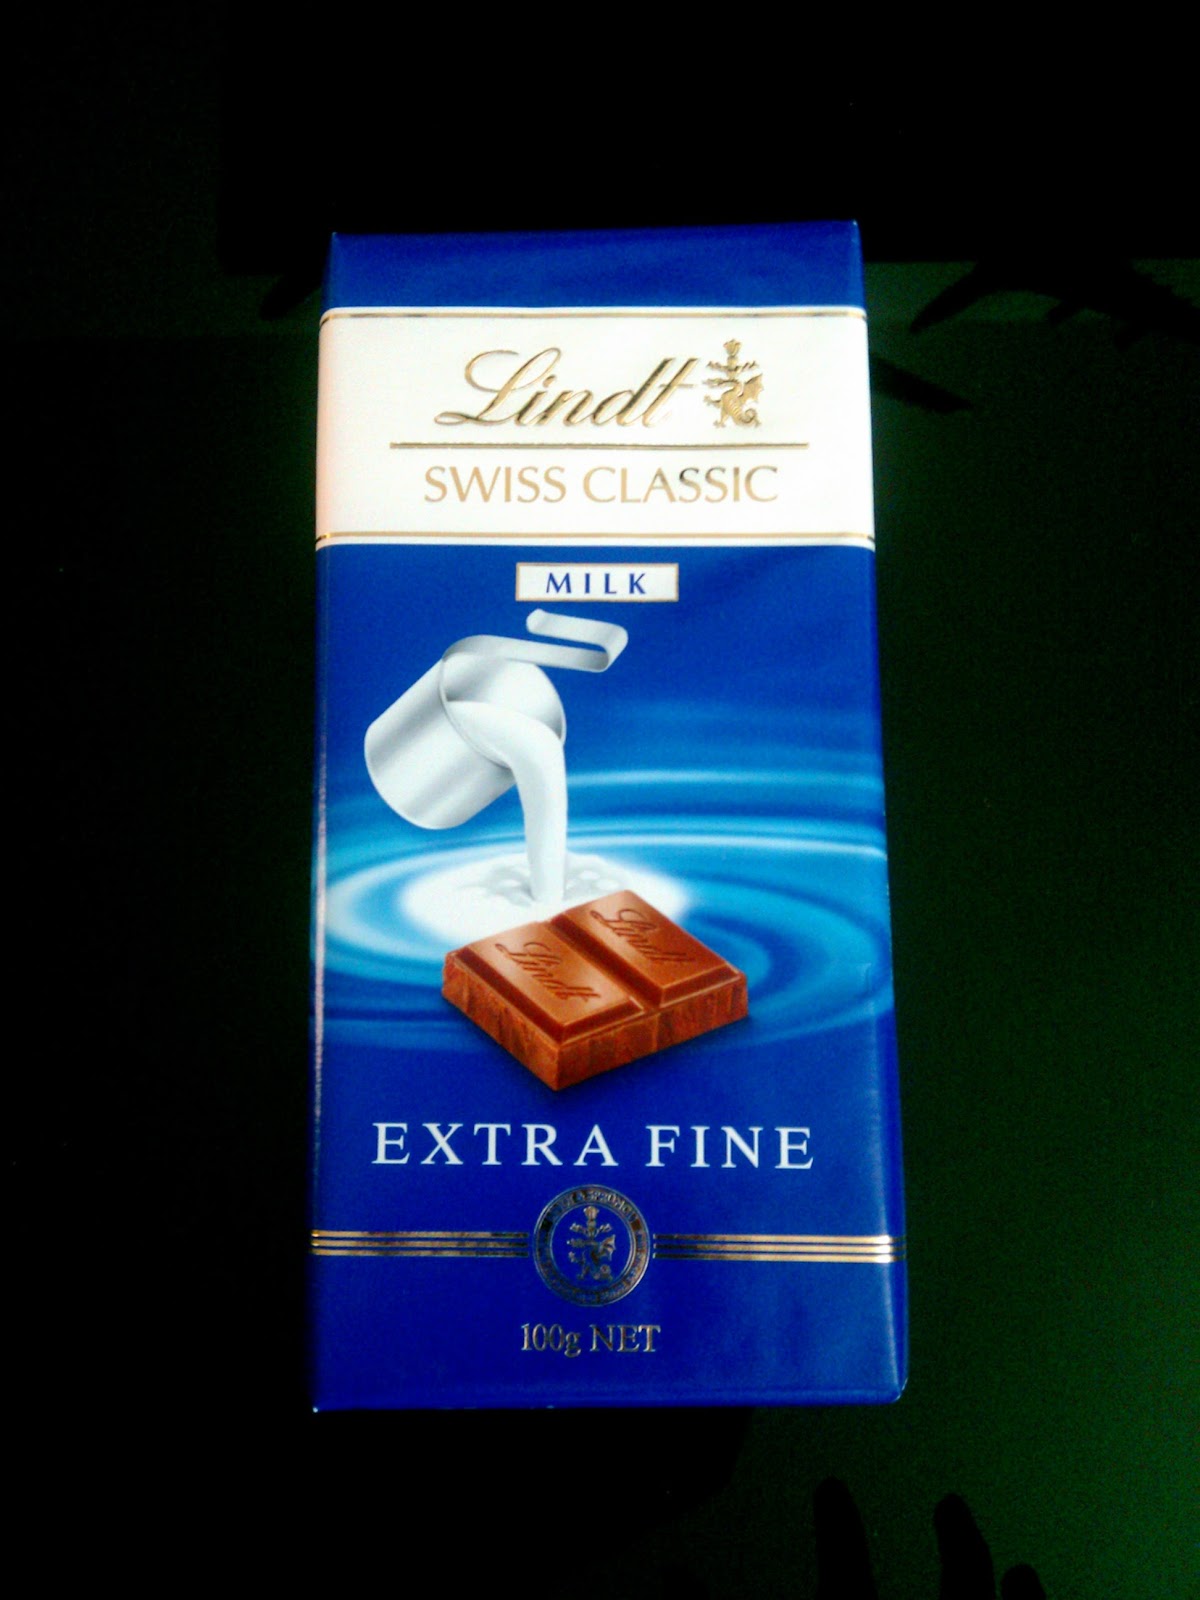 Lindt
SWISS CLASSIC
MILK
Lindt
Lindt
EXTRA FINE
100g NET